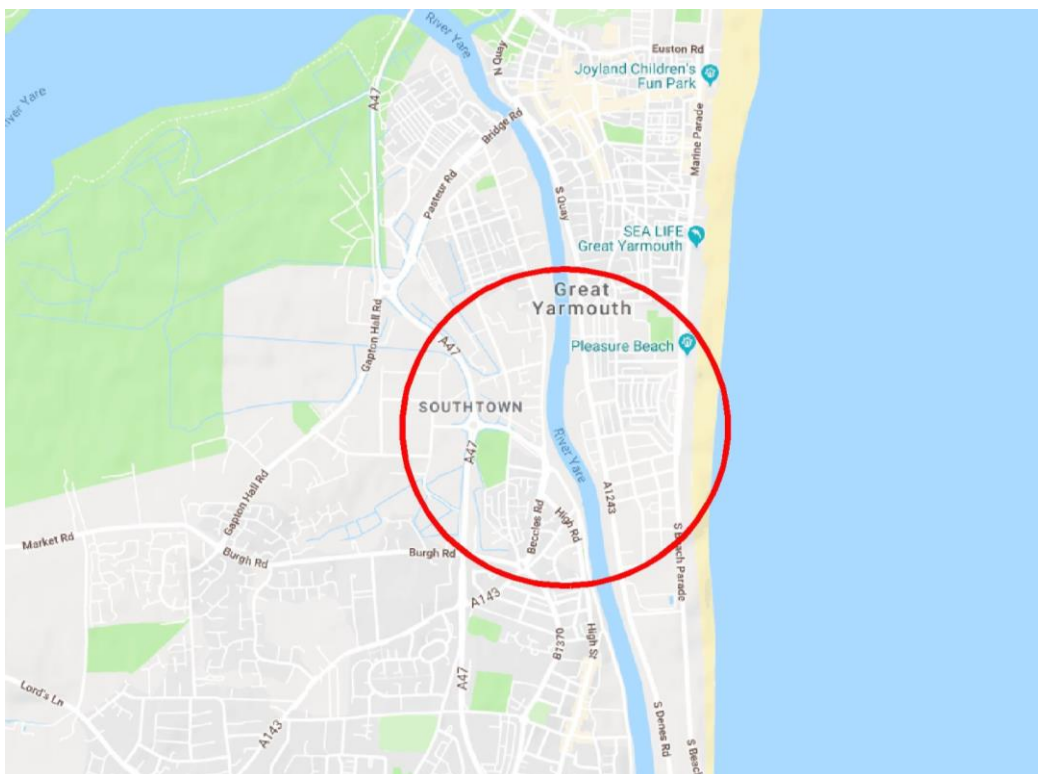 River Yare
N Quay
Euston Rd
Joyland Children's
Fun Park
River Yare
A47
Bridge Rd
Marine Parade
Pasteur Rd
S Quay
SEA LIFE
Great Yarmouth
Great
Yarmouth
Gapton Hall Rd
A47
Pleasure Beach
SOUTHTOWN
A47
River Yare
Gapton Hall Rd
A1243
Beccles Rd
High Rd
Market Rd
Burgh Rd
Burgh Rd
S Beach Parade
A143
B1370
High St
A47
Lord's Ln
A143
S Denes Rd
S Beac